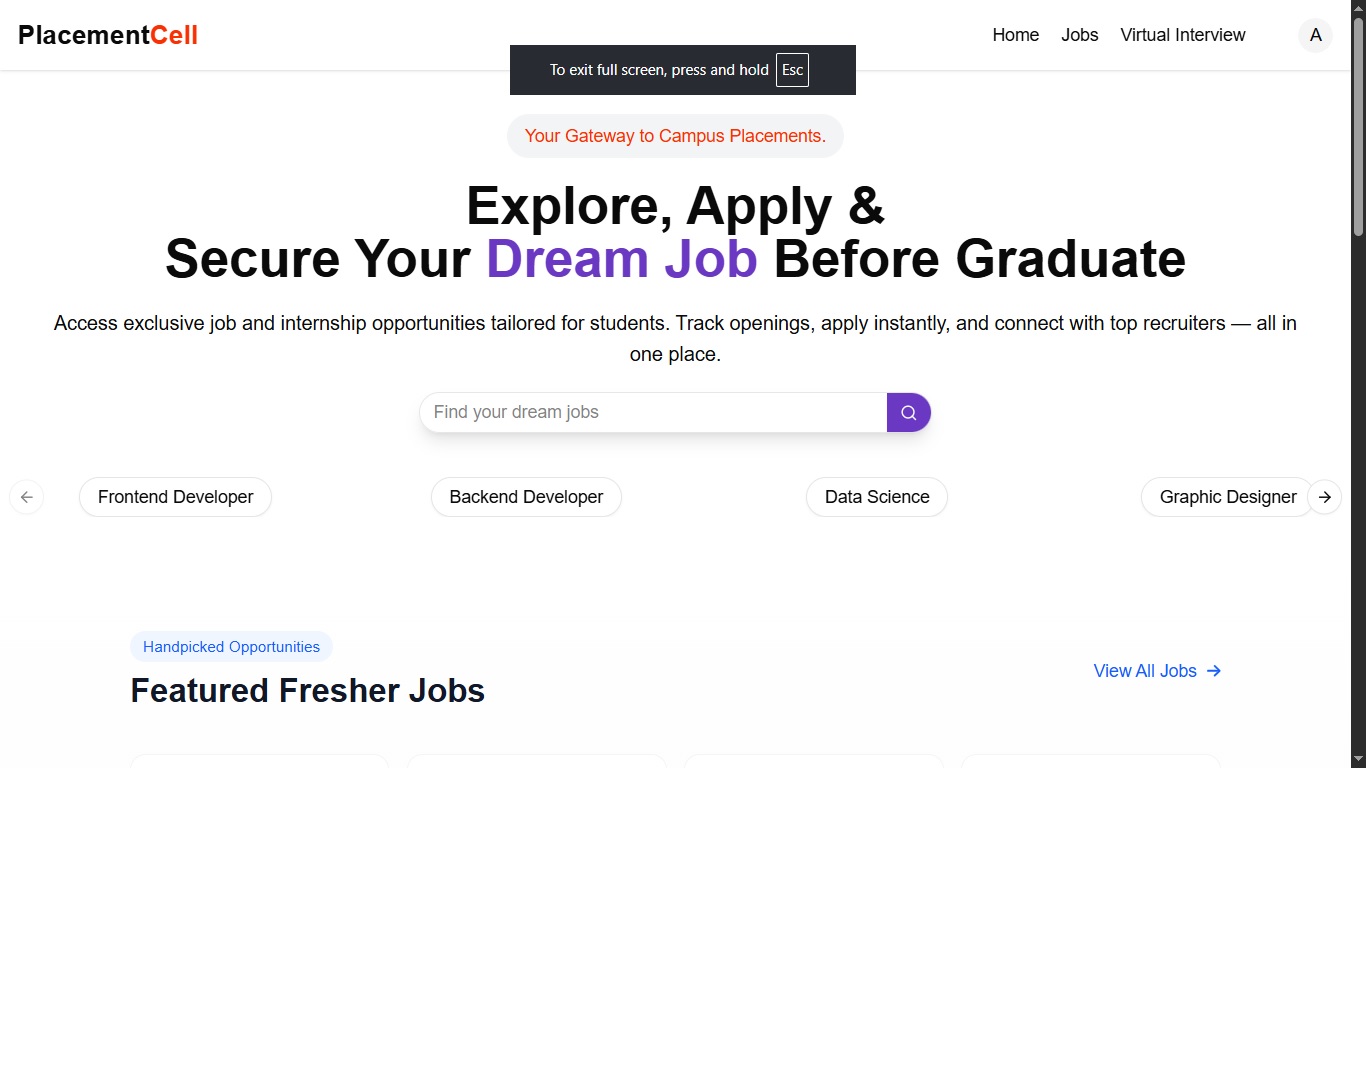 PlacementCell
Home Jobs Virtual Interview A
To exit full screen, press and hold Esc
Your Gateway to Campus Placements.
Explore, Apply &
Secure Your Dream Job Before Graduate
Access exclusive job and internship opportunities tailored for students. Track openings, apply instantly, and connect with top recruiters — all in
one place.
Find your dream jobs
Frontend Developer
Backend Developer
Data Science
Graphic Designer
Handpicked Opportunities
Featured Fresher Jobs
View All Jobs